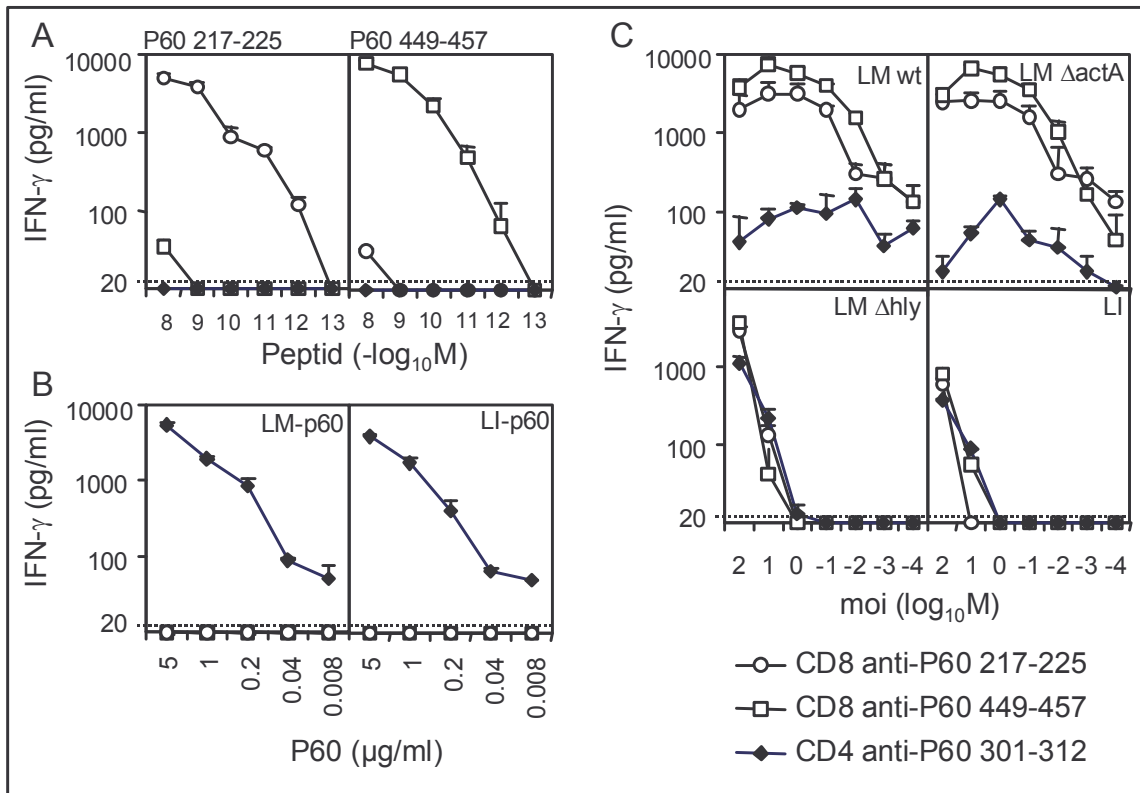 A
P60 217-225 P60 449-457
10000
1000
100
20
IFN-γ (pg/ml)
8 9 10 11 12 13 8 9 10 11 12 13
Peptid (-log10M)
B
LM-p60 LI-p60
10000
1000
100
20
IFN-γ (pg/ml)
5 1 0.2 0.04 0.008 5 1 0.2 0.04 0.008
P60 (µg/ml)
C
LM wt LM ΔactA
10000
1000
100
20
LM Δhly LI
1000
100
20
IFN-γ (pg/ml)
2 1 0 -1 -2 -3 -4 2 1 0 -1 -2 -3 -4
moi (log10M)
CD8 anti-P60 217-225
CD8 anti-P60 449-457
CD4 anti-P60 301-312